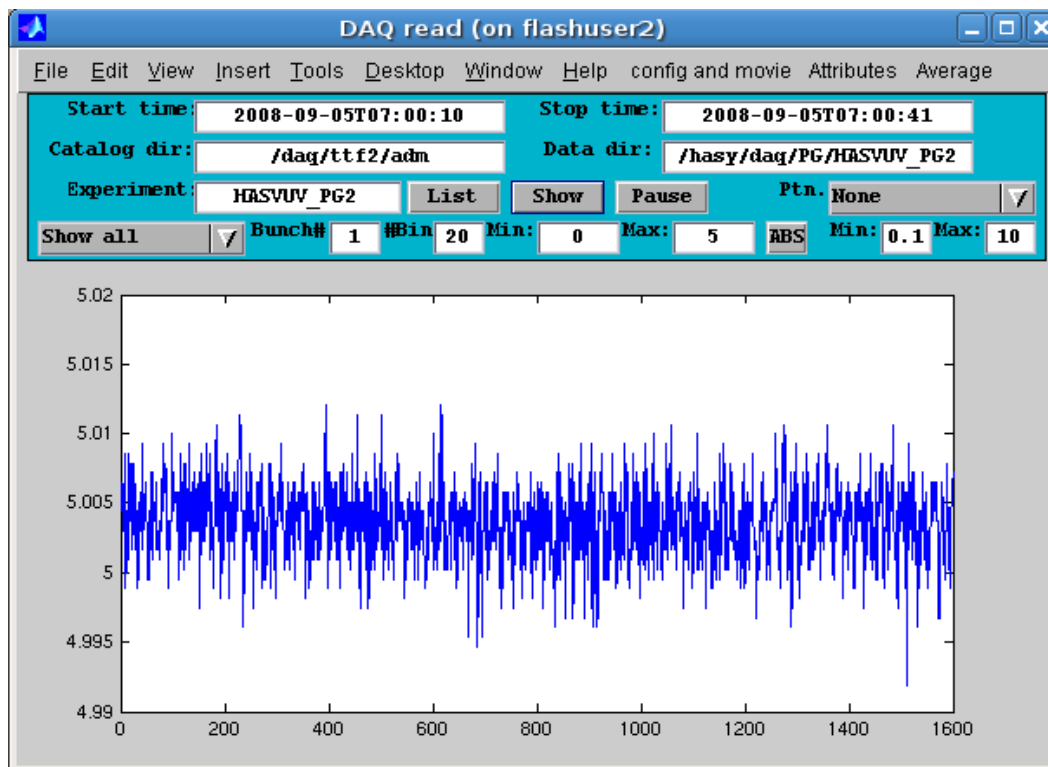 DAQ read (on flashuser2)
File Edit View Insert Tools Desktop Window Help config and movie Attributes Average
Start time: 2008-09-05T07:00:10 Stop time: 2008-09-05T07:00:41
Catalog dir: /daq/ttf2/adm Data dir: /hasy/daq/PG/HASVUV_PG2
Experiment: HASVUV_PG2 List Show Pause Ptn. None
Show all Bunch# 1 #Bin 20 Min: 0 Max: 5 ABS Min: 0.1 Max: 10
5.02
5.015
5.01
5.005
5
4.995
4.99
0 200 400 600 800 1000 1200 1400 1600